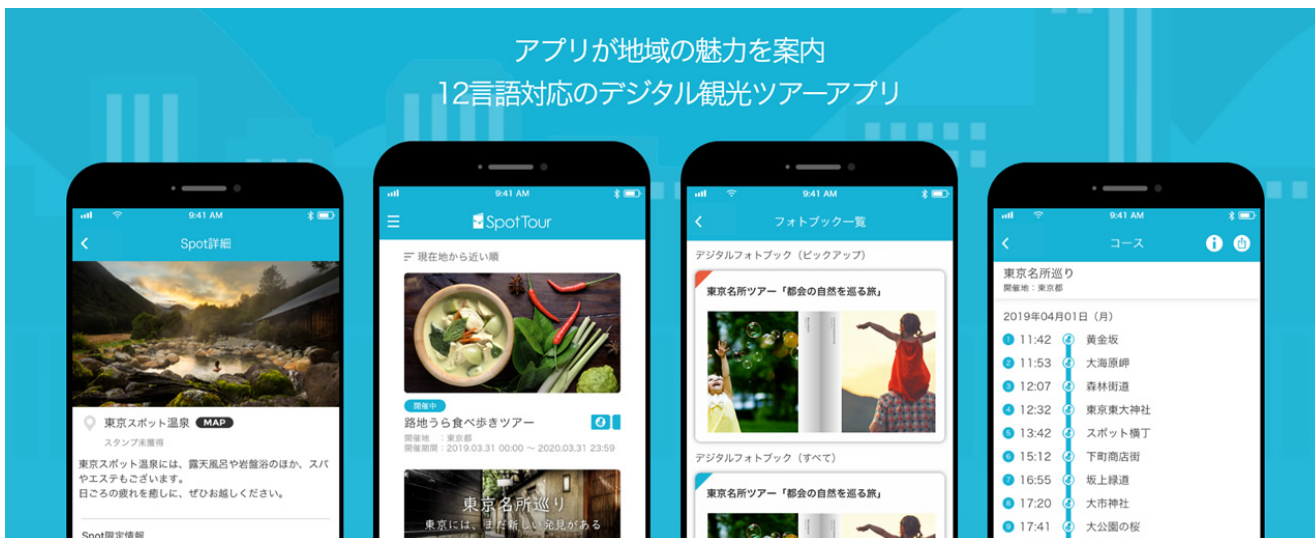 アプリが地域の魅力を案内
12言語対応のデジタル観光ツアーアプリ
9:41 AM
Spot詳細
東京スポット温泉 MAP
スタンプ未獲得
東京スポット温泉には、露天風呂や岩盤浴のほか、スパ
やエステもございます。
日ごろの疲れを癒しに、ぜひお越しください。
Spot限定情報
9:41 AM
SpotTour
現在地から近い順
開催中
路地うら食べ歩きツアー
開催地 : 東京都
開催期間 : 2019.03.31 00:00 ~ 2020.03.31 23:59
東京名所巡り
東京には、まだ新しい発見がある
9:41 AM
フォトブック一覧
デジタルフォトブック（ピックアップ）
東京名所ツアー「都会の自然を巡る旅」
デジタルフォトブック（すべて）
東京名所ツアー「都会の自然を巡る旅」
9:41 AM
コース
東京名所巡り
開催地 : 東京都
2019年04月01日（月）
1 11:42 黄金坂
2 11:53 大海原岬
3 12:07 森林街道
4 12:32 東京東大神社
5 13:42 スポット横丁
6 15:12 下町商店街
7 16:55 坂上緑道
8 17:20 大市神社
9 17:41 大公園の桜